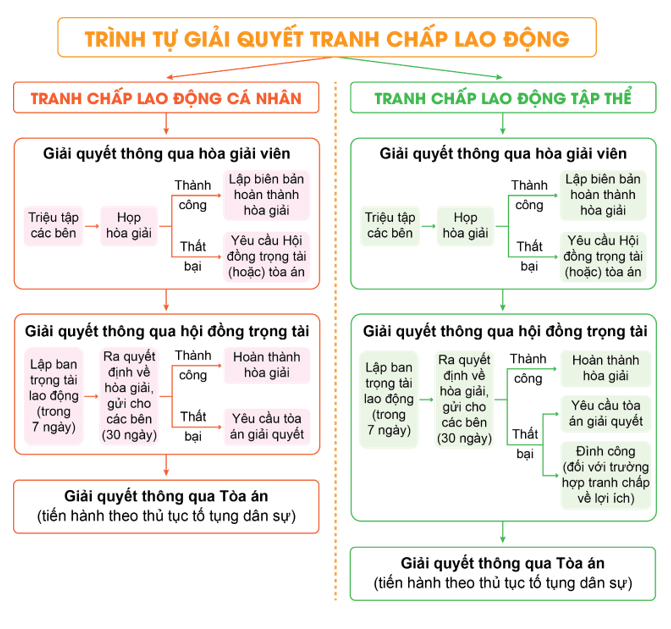 TRÌNH TỰ GIẢI QUYẾT TRANH CHẤP LAO ĐỘNG
TRANH CHẤP LAO ĐỘNG CÁ NHÂN
Giải quyết thông qua hòa giải viên
Triệu tập
các bên
Họp
hòa giải
Thành
công
Lập biên bản
hoàn thành
hòa giải
Thất
bại
Yêu cầu Hội
đồng trọng tài
(hoặc) tòa án
Giải quyết thông qua hội đồng trọng tài
Lập ban
trọng tài
lao động
(trong
7 ngày)
Ra quyết
định về
hòa giải,
gửi cho
các bên
(30 ngày)
Thành
công
Hoàn thành
hòa giải
Thất
bại
Yêu cầu tòa
án giải quyết
Giải quyết thông qua Tòa án
(tiến hành theo thủ tục tố tụng dân sự)
TRANH CHẤP LAO ĐỘNG TẬP THỂ
Giải quyết thông qua hòa giải viên
Triệu tập
các bên
Họp
hòa giải
Thành
công
Lập biên bản
hoàn thành
hòa giải
Thất
bại
Yêu cầu Hội
đồng trọng tài
(hoặc) tòa án
Giải quyết thông qua hội đồng trọng tài
Lập ban
trọng tài
lao động
(trong
7 ngày)
Ra quyết
định về
hòa giải,
gửi cho
các bên
(30 ngày)
Thành
công
Hoàn thành
hòa giải
Thất
bại
Yêu cầu tòa
án giải quyết
Đình công
(đối với trường
hợp tranh chấp
về lợi ích)
Giải quyết thông qua Tòa án
(tiến hành theo thủ tục tố tụng dân sự)